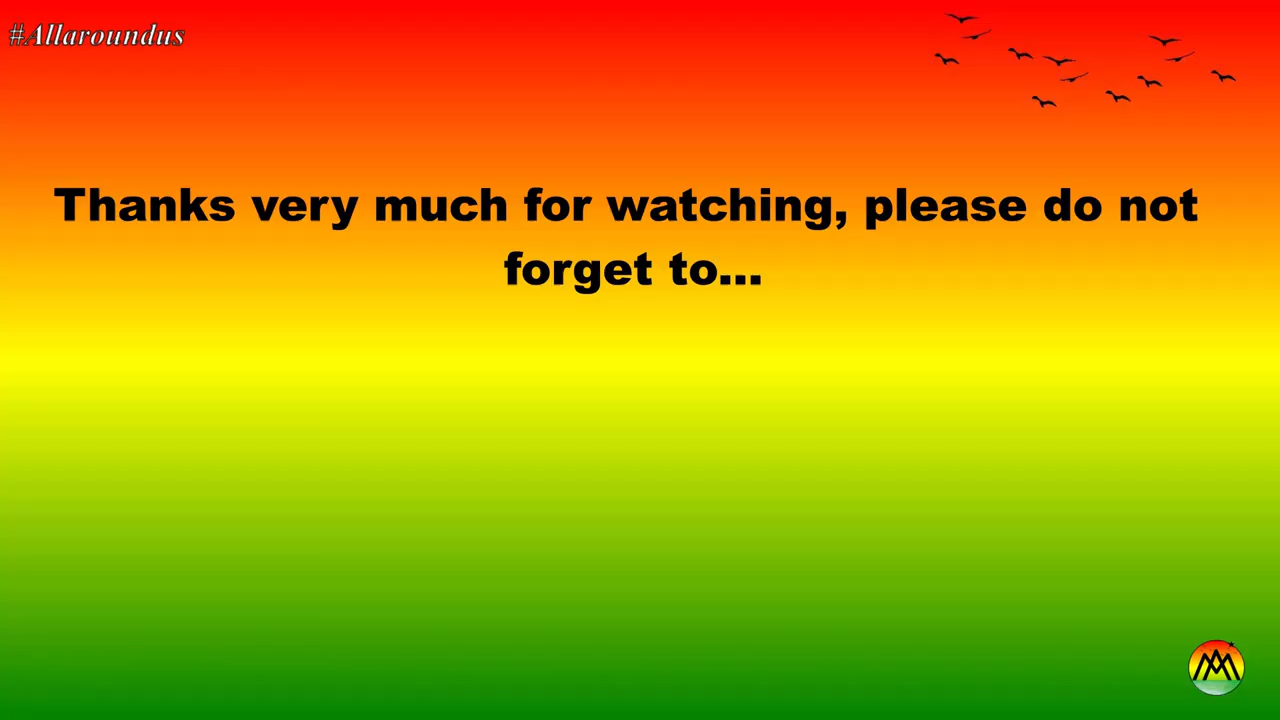 #Allaroundus
Thanks very much for watching, please do not
forget to...